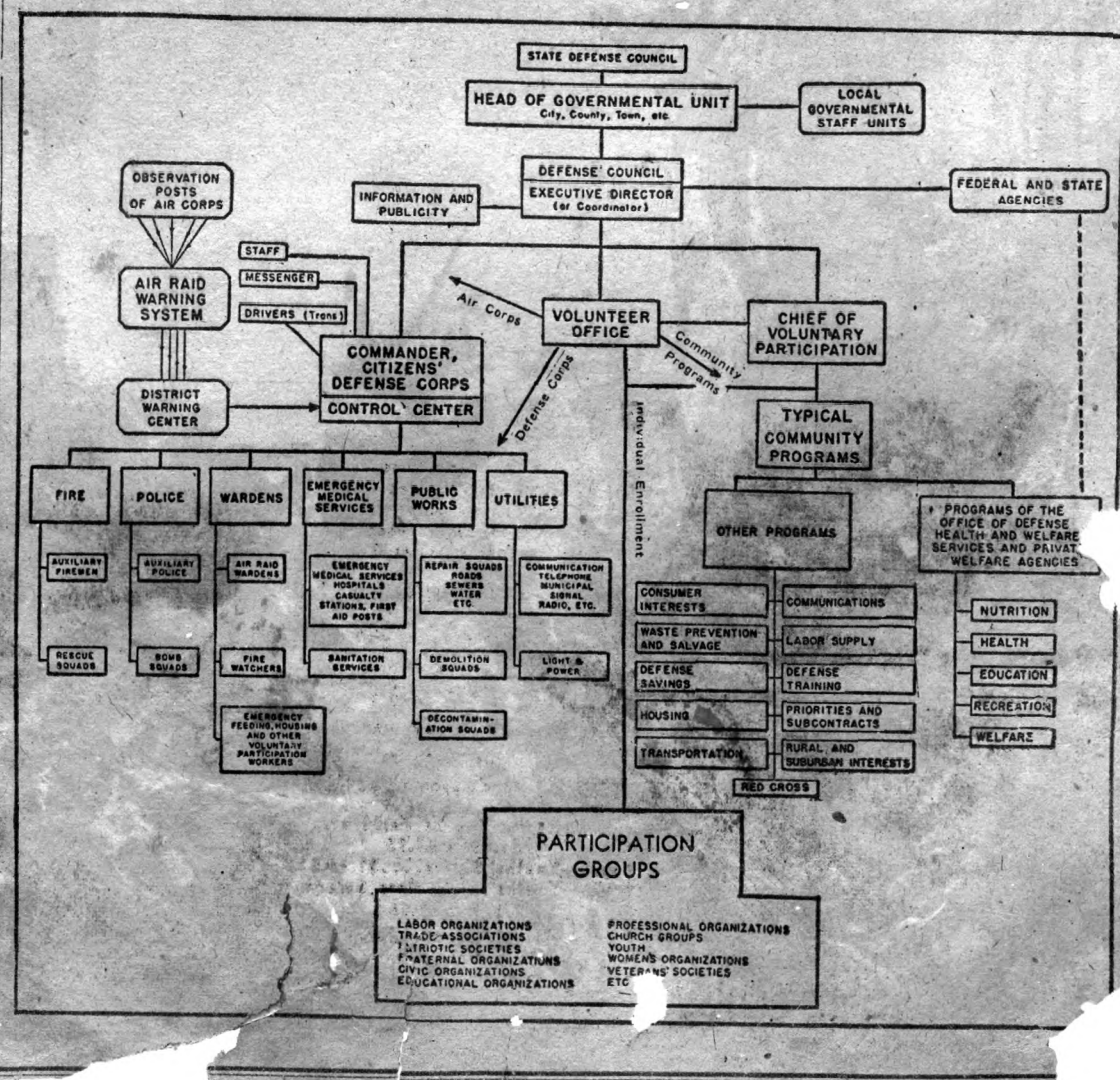 STATE DEFENSE COUNCIL
HEAD OF GOVERNMENTAL UNIT
City, County, Town, etc.
LOCAL
GOVERNMENTAL
STAFF UNITS
DEFENSE COUNCIL
EXECUTIVE DIRECTOR
(or Coordinator)
INFORMATION AND
PUBLICITY
FEDERAL AND STATE
AGENCIES
OBSERVATION
POSTS
OF AIR CORPS
STAFF
MESSENGER
DRIVERS (Trans)
AIR RAID
WARNING
SYSTEM
DISTRICT
WARNING
CENTER
COMMANDER,
CITIZENS'
DEFENSE CORPS
CONTROL CENTER
Air Corps
VOLUNTEER
OFFICE
Defense Corps
Community
Programs
CHIEF OF
VOLUNTARY
PARTICIPATION
Individual Enrollment
TYPICAL
COMMUNITY
PROGRAMS
FIRE
POLICE
WARDENS
EMERGENCY
MEDICAL
SERVICES
PUBLIC
WORKS
UTILITIES
OTHER PROGRAMS
PROGRAMS OF THE
OFFICE OF DEFENSE
HEALTH AND WELFARE
SERVICES AND PRIVAT
WELFARE AGENCIES
AUXILIARY
FIREMEN
RESCUE
SQUADS
AUXILIARY
POLICE
BOMB
SQUADS
AIR RAID
WARDENS
FIRE
WATCHERS
EMERGENCY
FEEDING, HOUSING
AND OTHER
VOLUNTARY
PARTICIPATION
WORKERS
EMERGENCY
MEDICAL SERVICES
HOSPITALS
CASUALTY
STATIONS, FIRST
AID POSTS
SANITATION
SERVICES
REPAIR SQUADS
ROADS
SEWERS
WATER
ETC.
DEMOLITION
SQUADS
DECONTAMIN-
ATION SQUADS
COMMUNICATION
TELEPHONE
MUNICIPAL
SIGNAL
RADIO, ETC.
LIGHT &
POWER
CONSUMER
INTERESTS
WASTE PREVENTION
AND SALVAGE
DEFENSE
SAVINGS
HOUSING
TRANSPORTATION
COMMUNICATIONS
LABOR SUPPLY
DEFENSE
TRAINING
PRIORITIES AND
SUBCONTRACTS
RURAL AND
SUBURBAN INTERESTS
RED CROSS
NUTRITION
HEALTH
EDUCATION
RECREATION
WELFARE
PARTICIPATION
GROUPS
LABOR ORGANIZATIONS
TRADE ASSOCIATIONS
PATRIOTIC SOCIETIES
FRATERNAL ORGANIZATIONS
CIVIC ORGANIZATIONS
EDUCATIONAL ORGANIZATIONS
PROFESSIONAL ORGANIZATIONS
CHURCH GROUPS
YOUTH
WOMEN'S ORGANIZATIONS
VETERANS' SOCIETIES
ETC